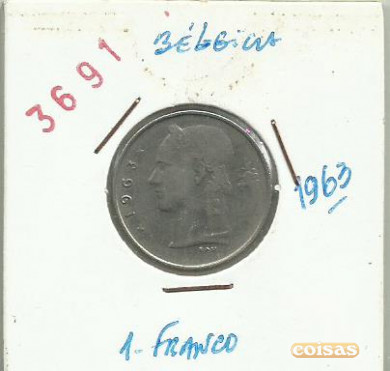 3691
Bélgica
1963
1963
1- FRANCO
coisas